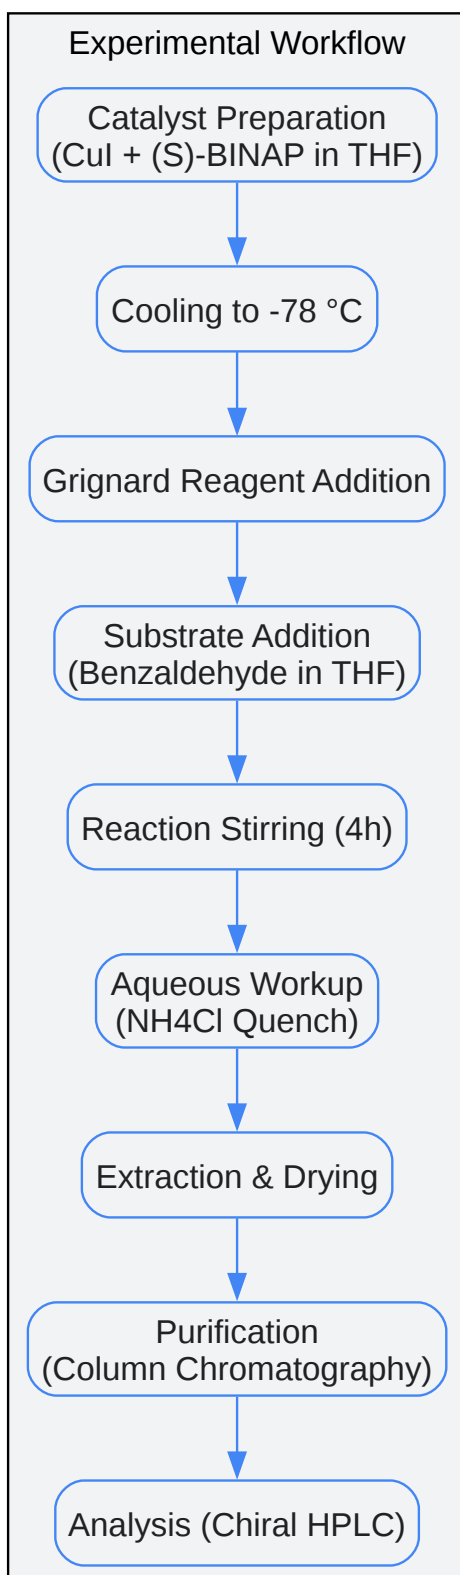 Experimental Workflow
Catalyst Preparation
(CuI + (S)-BINAP in THF)
Cooling to -78 °C
Grignard Reagent Addition
Substrate Addition
(Benzaldehyde in THF)
Reaction Stirring (4h)
Aqueous Workup
(NH4Cl Quench)
Extraction & Drying
Purification
(Column Chromatography)
Analysis (Chiral HPLC)